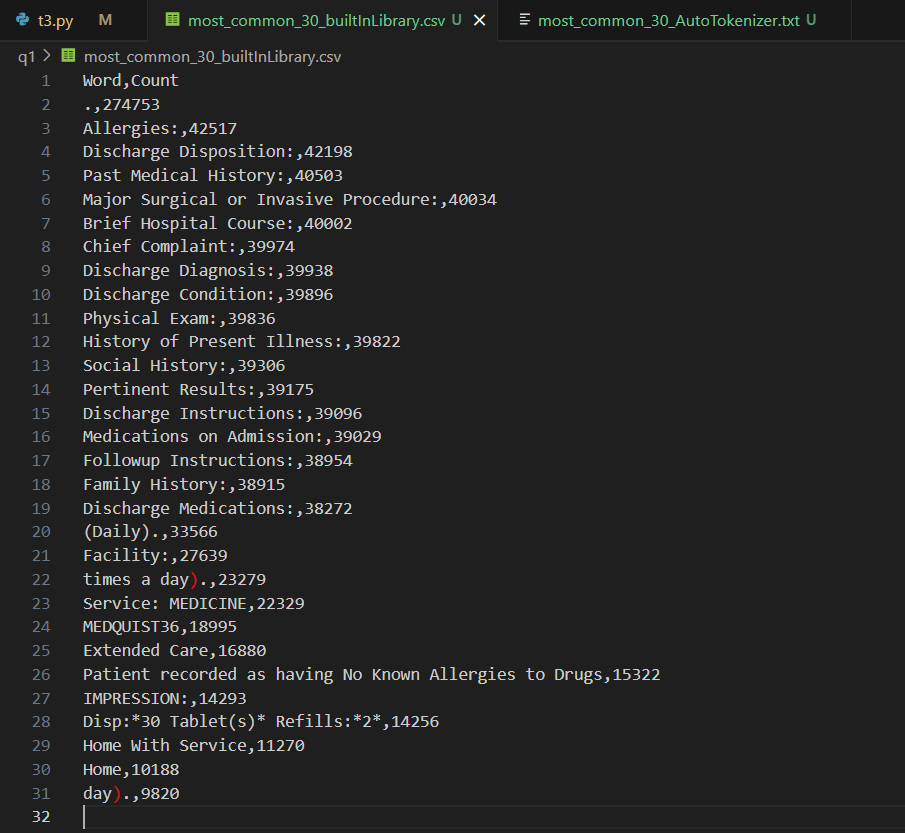 t3.py M most_common_30_builtInLibrary.csv U most_common_30_AutoTokenizer.txt U
q1 > most_common_30_builtInLibrary.csv
1 Word,Count
2 .,274753
3 Allergies:,42517
4 Discharge Disposition:,42198
5 Past Medical History:,40503
6 Major Surgical or Invasive Procedure:,40034
7 Brief Hospital Course:,40002
8 Chief Complaint:,39974
9 Discharge Diagnosis:,39938
10 Discharge Condition:,39896
11 Physical Exam:,39836
12 History of Present Illness:,39822
13 Social History:,39306
14 Pertinent Results:,39175
15 Discharge Instructions:,39096
16 Medications on Admission:,39029
17 Followup Instructions:,38954
18 Family History:,38915
19 Discharge Medications:,38272
20 (Daily).,33566
21 Facility:,27639
22 times a day).,23279
23 Service: MEDICINE,22329
24 MEDQUIST36,18995
25 Extended Care,16880
26 Patient recorded as having No Known Allergies to Drugs,15322
27 IMPRESSION:,14293
28 Disp:*30 Tablet(s)* Refills:*2*,14256
29 Home With Service,11270
30 Home,10188
31 day).,9820
32